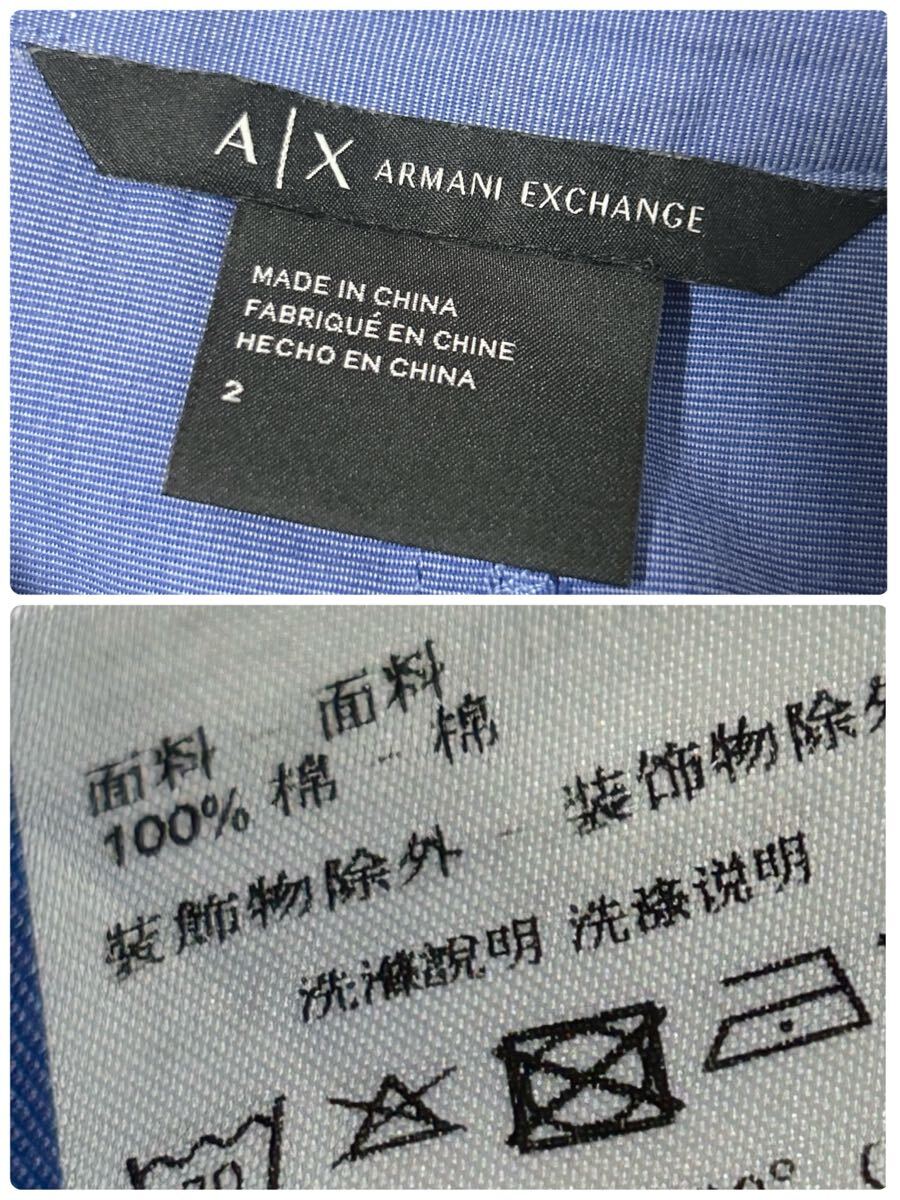 A|X ARMANI EXCHANGE
MADE IN CHINA
FABRIQUÉ EN CHINE
HECHO EN CHINA
2
面料 - 面料
100% 棉 - 棉
裝飾物除外 - 装饰物除外
洗滌說明 洗涤说明